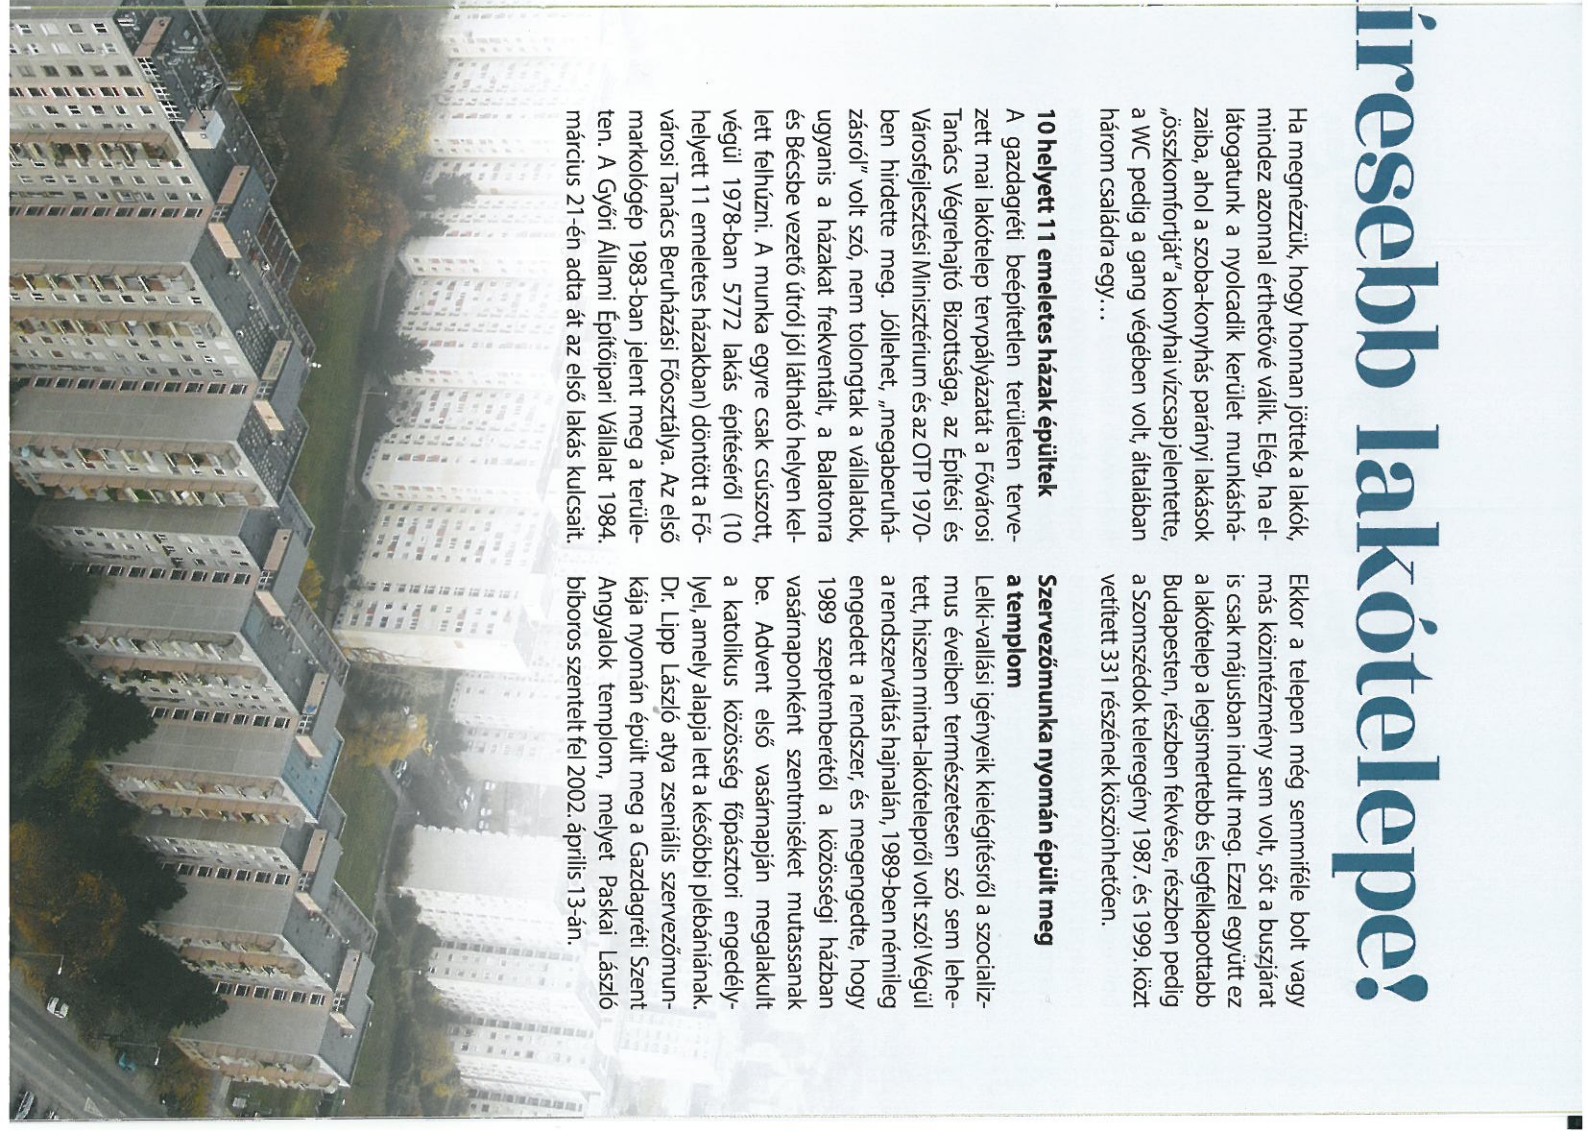 íresebb lakótelepe!
Ha megnézzük, hogy honnan jöttek a lakók,
mindez azonnal érthetővé válik. Elég, ha el-
látogatunk a nyolcadik kerület munkáshá-
zaiba, ahol a szoba-konyhás parányi lakások
„összkomfortját" a konyhai vízcsap jelentette,
a WC pedig a gang végében volt, általában
három családra egy…
10 helyett 11 emeletes házak épültek
A gazdagréti beépítetlen területen terve-
zett mai lakótelep tervpályázatát a Fővárosi
Tanács Végrehajtó Bizottsága, az Építési és
Városfejlesztési Minisztérium és az OTP 1970-
ben hirdette meg. Jóllehet, „megaberuhá-
zásról" volt szó, nem tolongtak a vállalatok,
ugyanis a házakat frekventált, a Balatonra
és Bécsbe vezető útról jól látható helyen kel-
lett felhúzni. A munka egyre csak csúszott,
végül 1978-ban 5772 lakás építéséről (10
helyett 11 emeletes házakban) döntött a Fő-
városi Tanács Beruházási Főosztálya. Az első
markológép 1983-ban jelent meg a terüle-
ten. A Győri Állami Építőipari Vállalat 1984.
március 21-én adta át az első lakás kulcsait.
Ekkor a telepen még semmiféle bolt vagy
más közintézmény sem volt, sőt a buszjárat
is csak májusban indult meg. Ezzel együtt ez
a lakótelep a legismertebb és legfelkapottabb
Budapesten, részben fekvése, részben pedig
a Szomszédok teleregény 1987. és 1999. közt
vetített 331 részének köszönhetően.
Szervezőmunka nyomán épült meg
a templom
Lelki-vallási igényeik kielégítésről a szocializ-
mus éveiben természetesen szó sem lehe-
tett, hiszen minta-lakótelepről volt szó! Végül
a rendszerváltás hajnalán, 1989-ben némileg
engedett a rendszer, és megengedte, hogy
1989 szeptemberétől a közösségi házban
vasárnaponként szentmiséket mutassanak
be. Advent első vasárnapján megalakult
a katolikus közösség főpásztori engedély-
lyel, amely alapja lett a későbbi plébániának.
Dr. Lipp László atya zseniális szervezőmun-
kája nyomán épült meg a Gazdagréti Szent
Angyalok templom, melyet Paskai László
bíboros szentelt fel 2002. április 13-án.